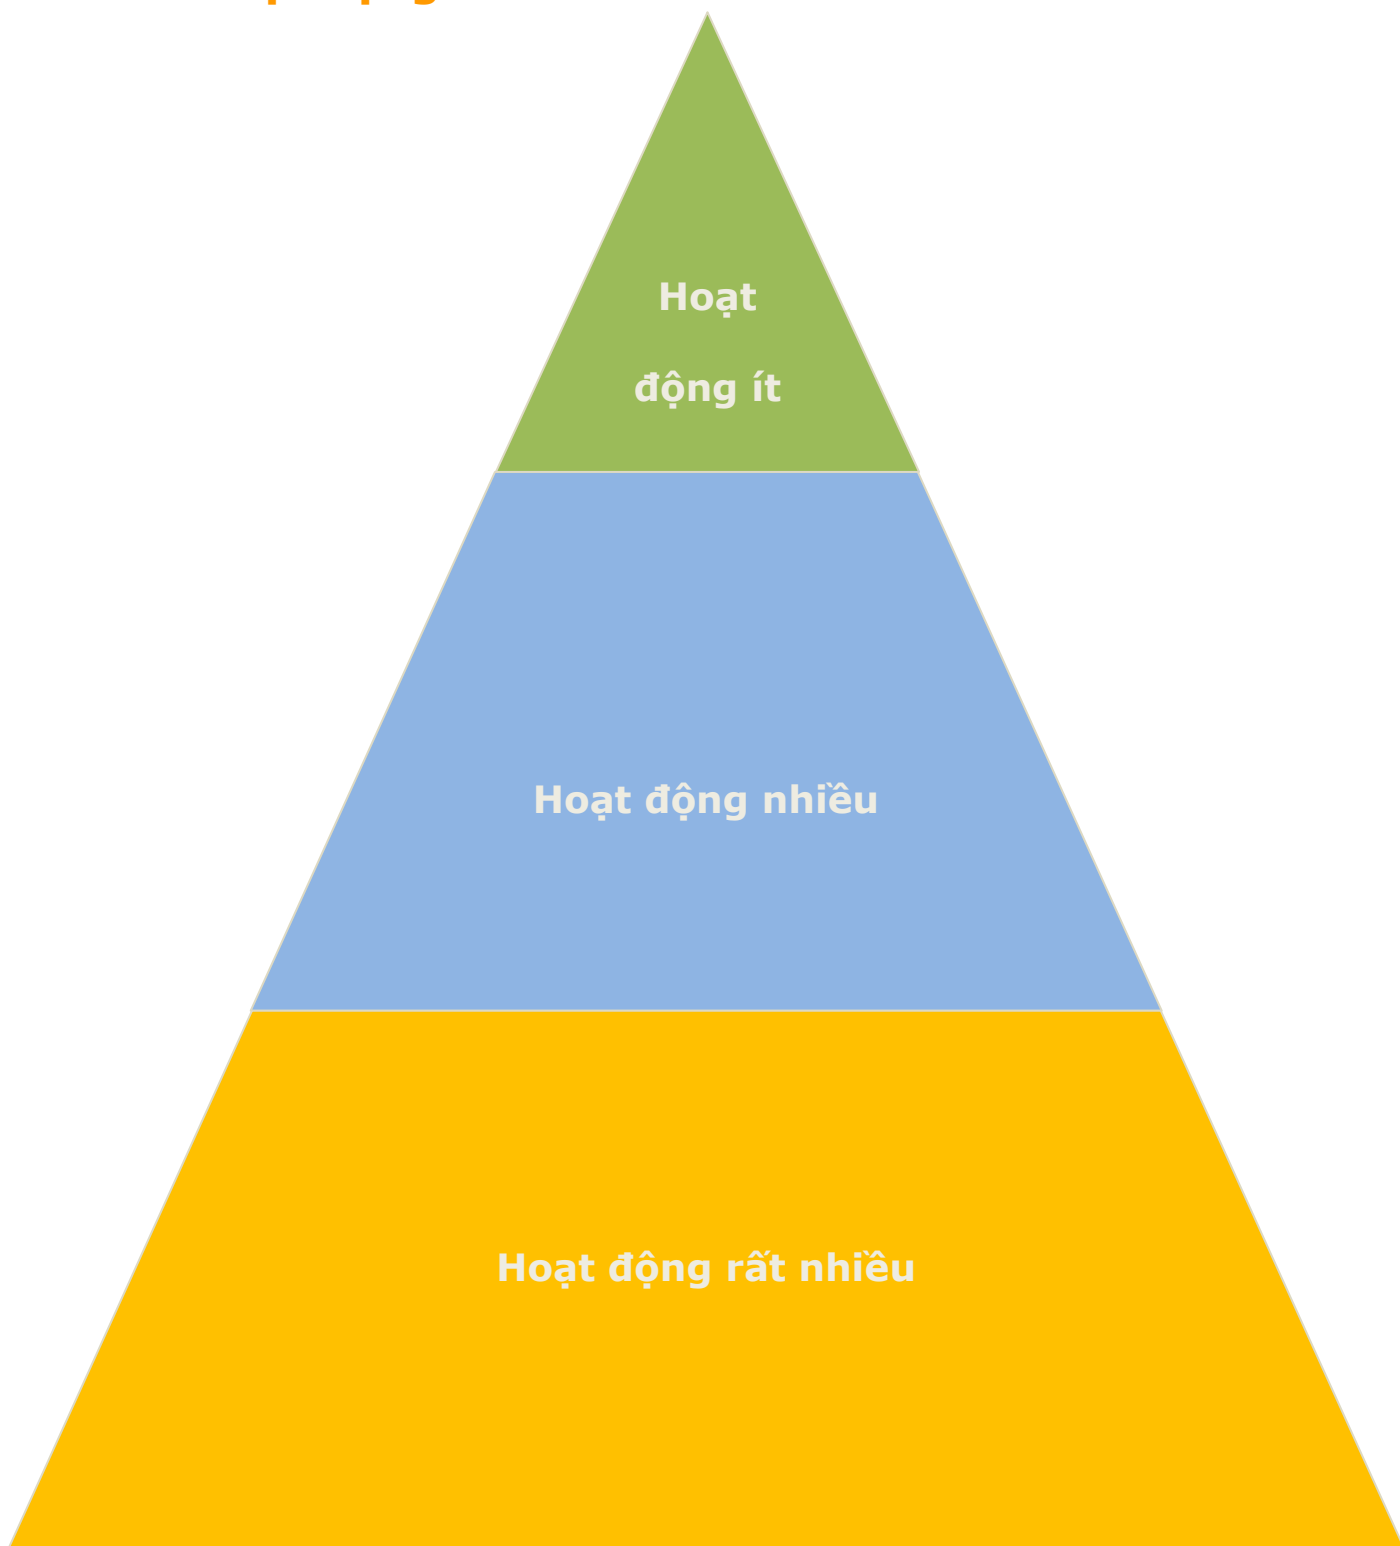 Hoạt
động ít
Hoạt động nhiều
Hoạt động rất nhiều